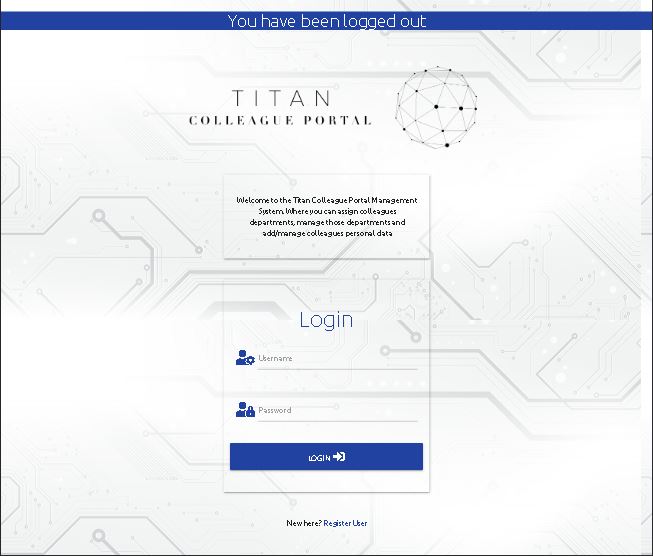 You have been logged out
TITAN
COLLEAGUE PORTAL
Welcome to the Titan Colleague Portal Management
System. Where you can assign colleagues
departments, manage those departments and
add/manage colleagues personal data
Login
Username
Password
LOGIN
New here? Register User